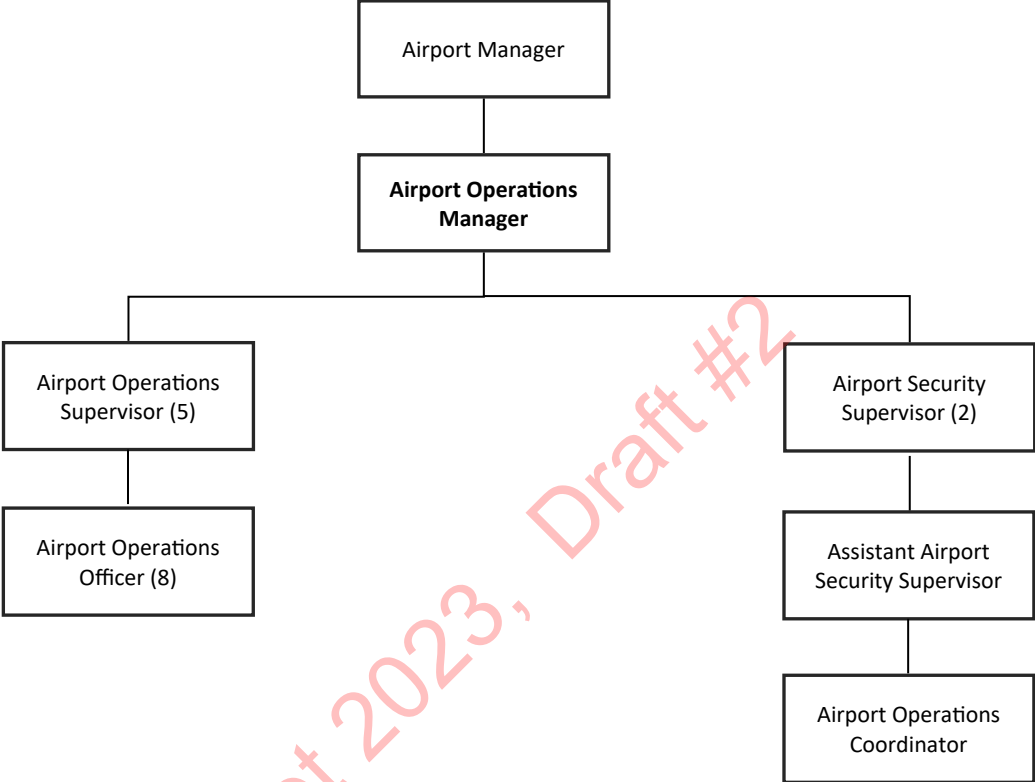 Airport Manager
Airport Operations
Manager
Airport Operations
Supervisor (5)
Airport Security
Supervisor (2)
Airport Operations
Officer (8)
Assistant Airport
Security Supervisor
Airport Operations
Coordinator
2023, Draft #2